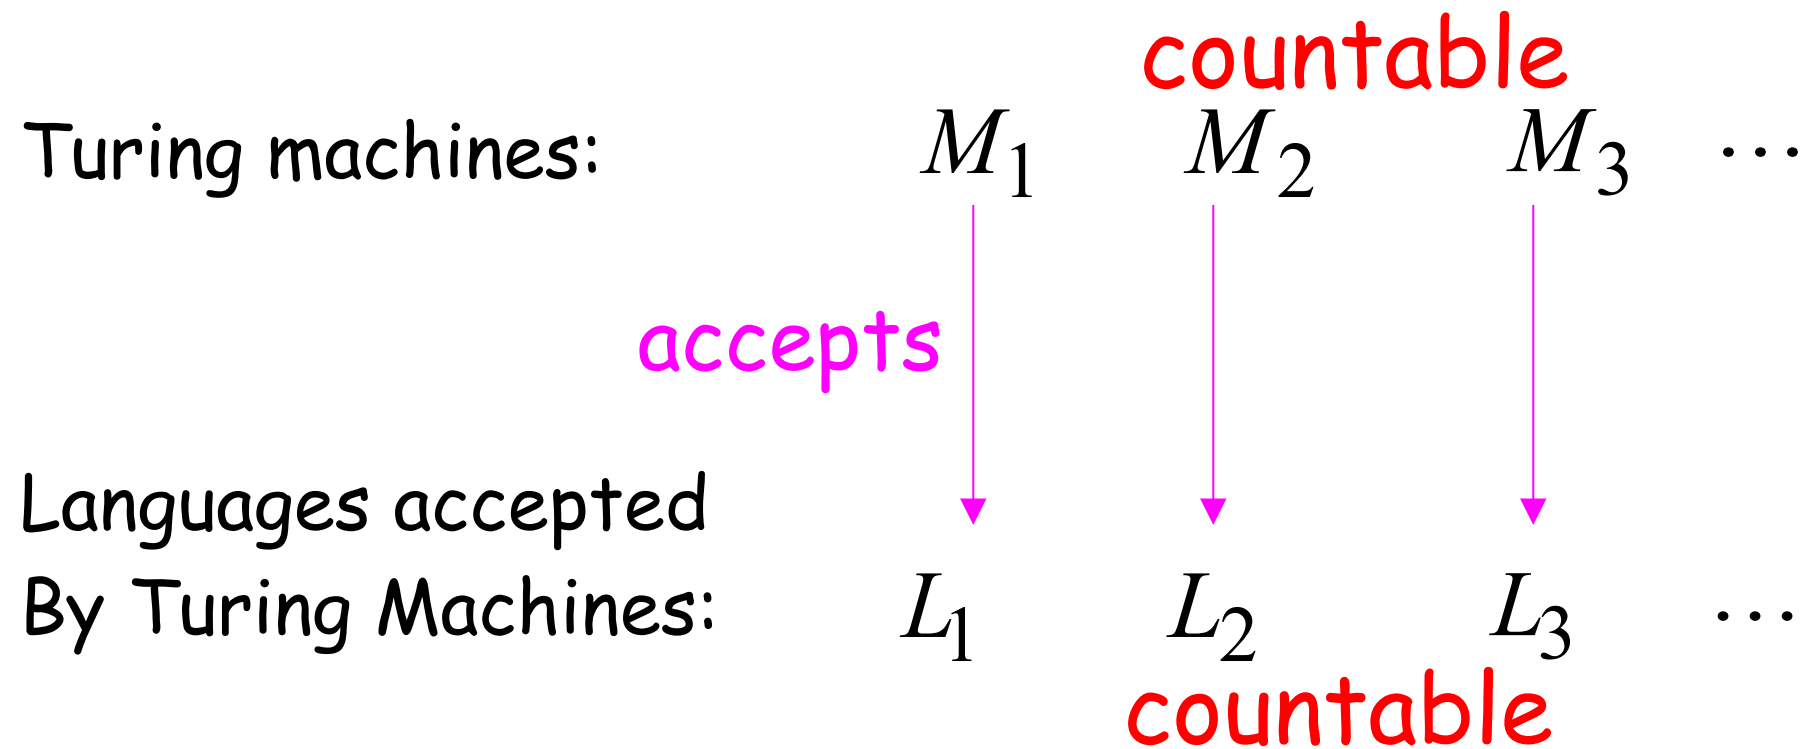 countable
Turing machines: M1 M2 M3 ⋯
accepts
Languages accepted
By Turing Machines: L1 L2 L3 ⋯
countable